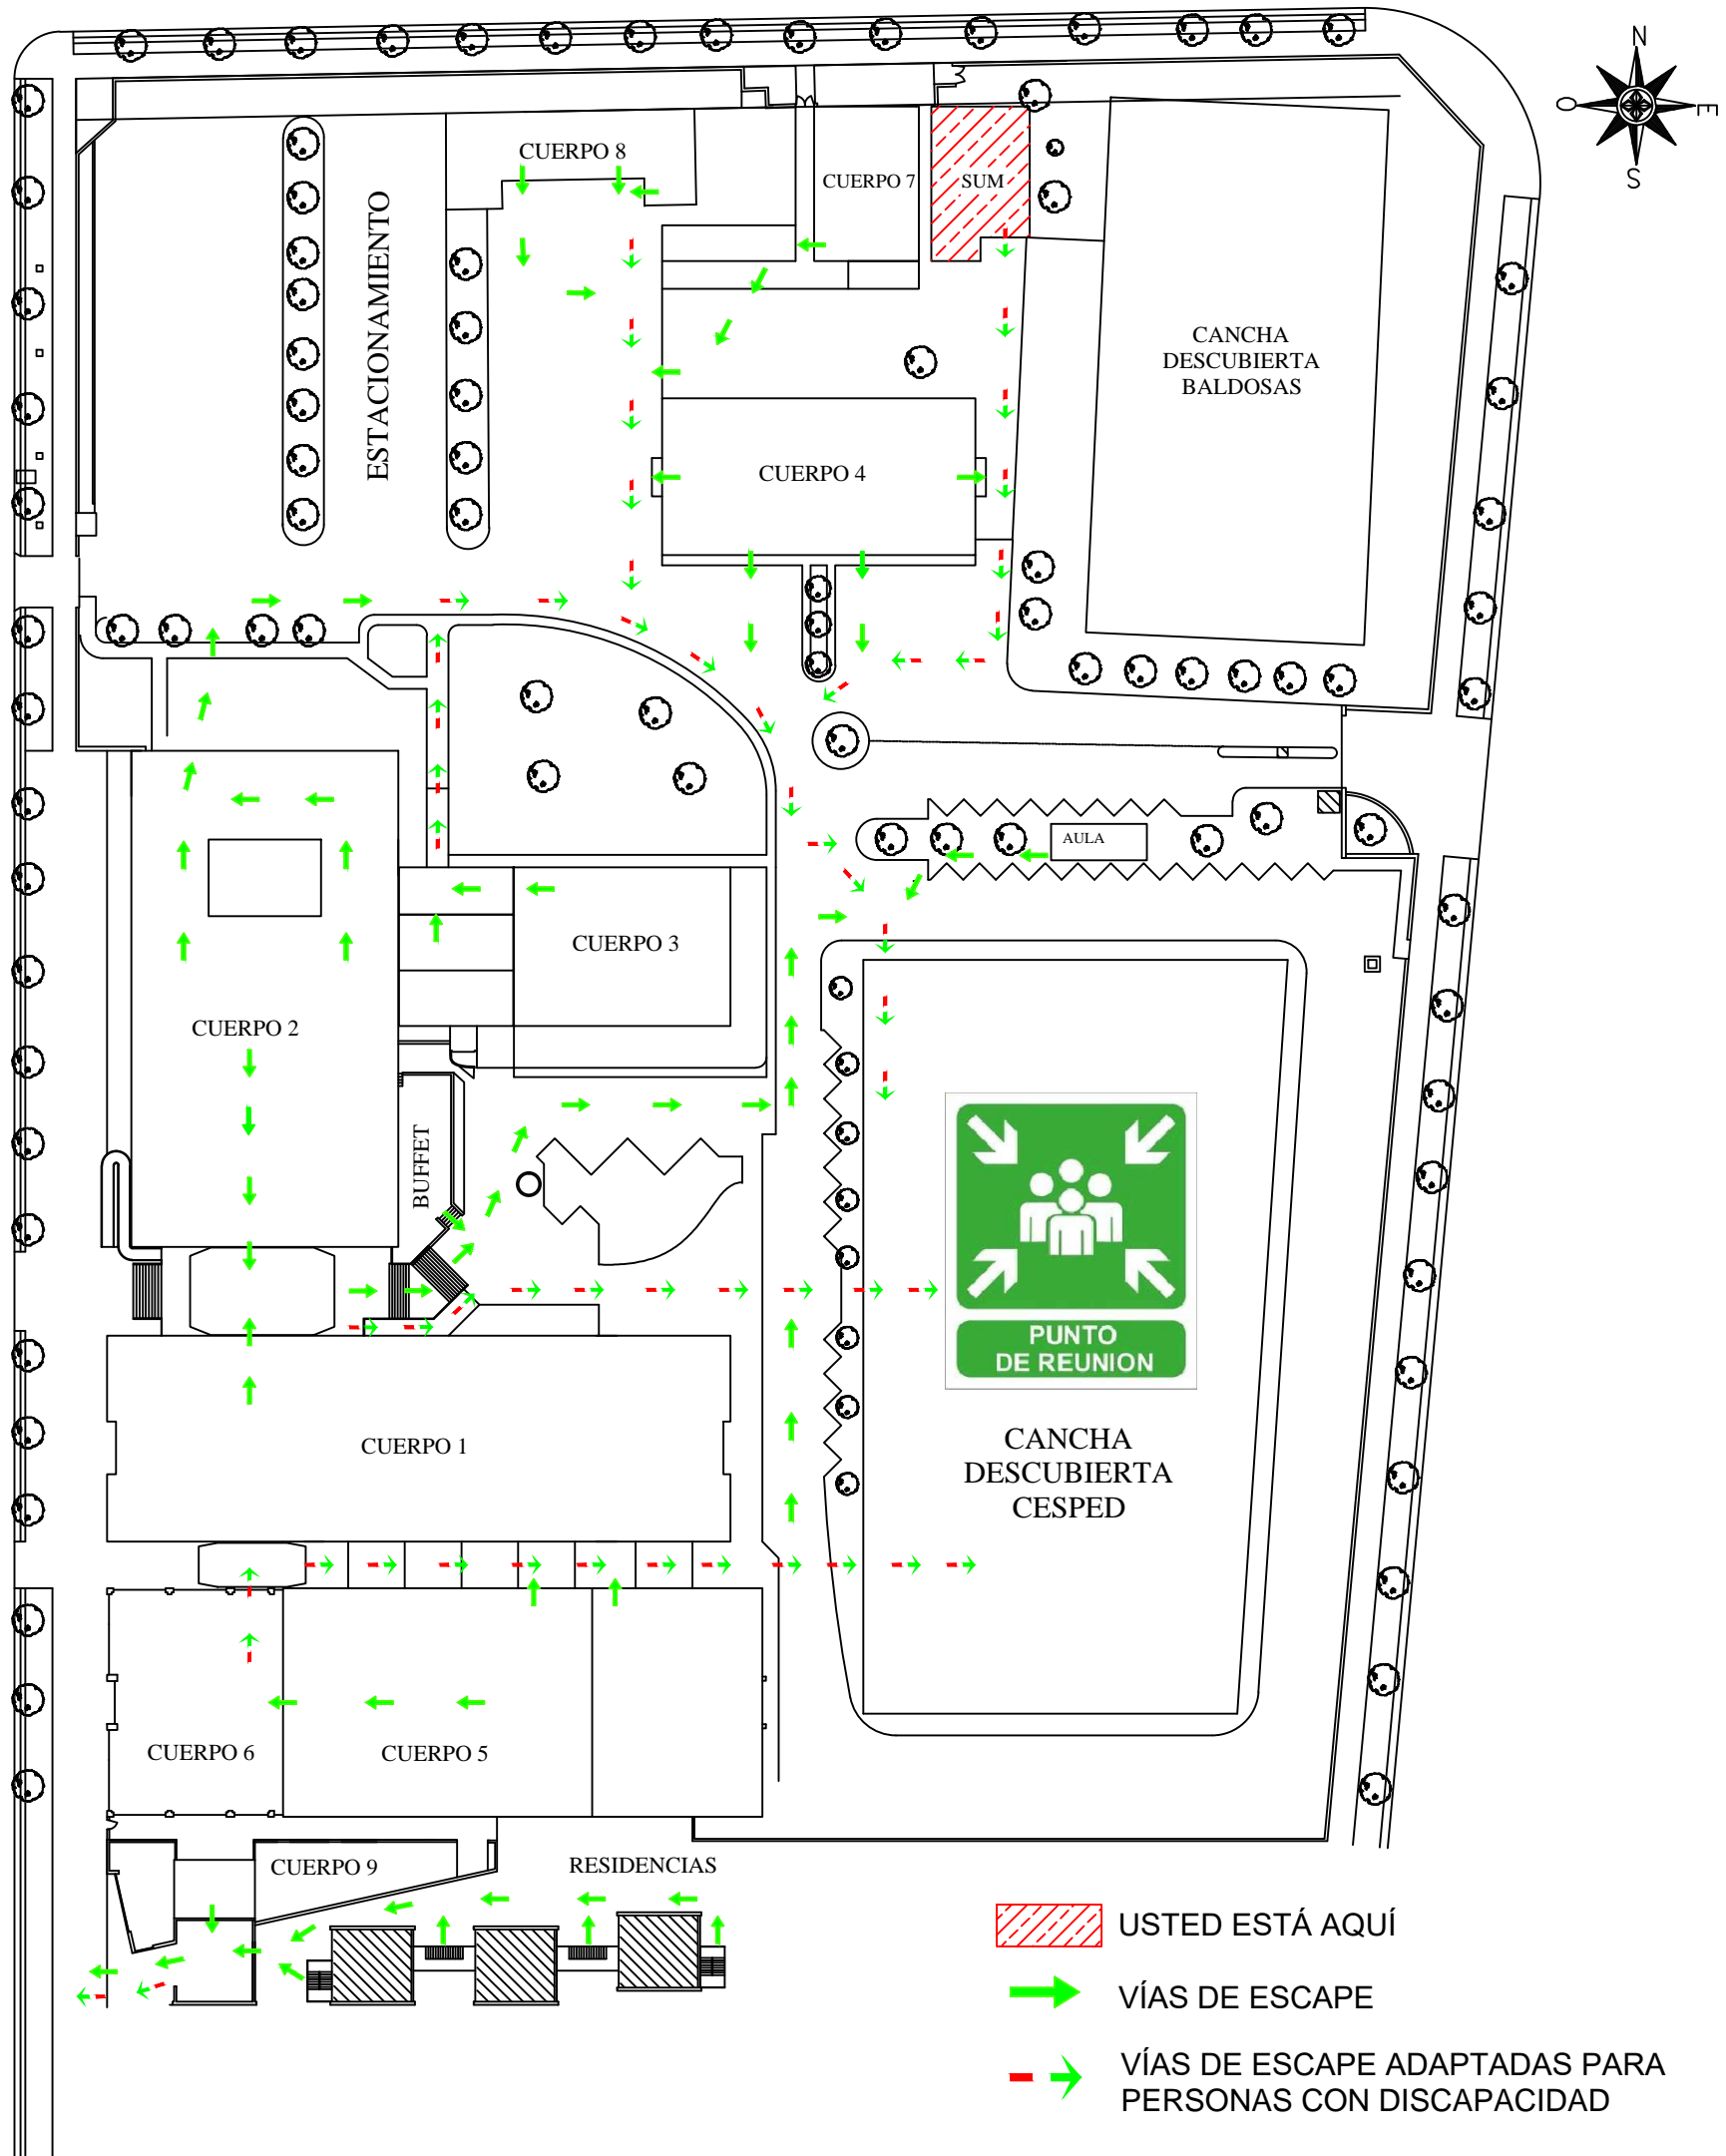 N
O
E
S
CUERPO 8
CUERPO 7
SUM
ESTACIONAMIENTO
CANCHA
DESCUBIERTA
BALDOSAS
CUERPO 4
AULA
CUERPO 3
CUERPO 2
BUFFET
PUNTO
DE REUNION
CUERPO 1
CANCHA
DESCUBIERTA
CESPED
CUERPO 6
CUERPO 5
CUERPO 9
RESIDENCIAS
USTED ESTÁ AQUÍ
VÍAS DE ESCAPE
VÍAS DE ESCAPE ADAPTADAS PARA
PERSONAS CON DISCAPACIDAD